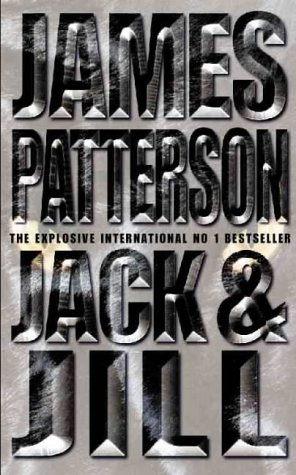 JAMES
PATTERSON
THE EXPLOSIVE INTERNATIONAL NO 1 BESTSELLER
JACK &
JILL